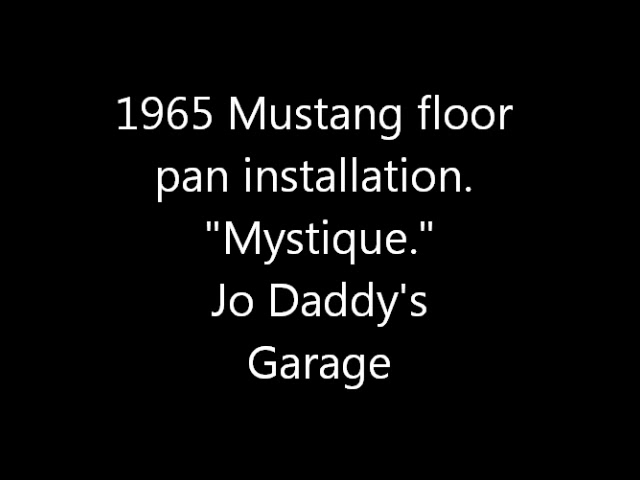 1965 Mustang floor
pan installation.
"Mystique."
Jo Daddy's
Garage